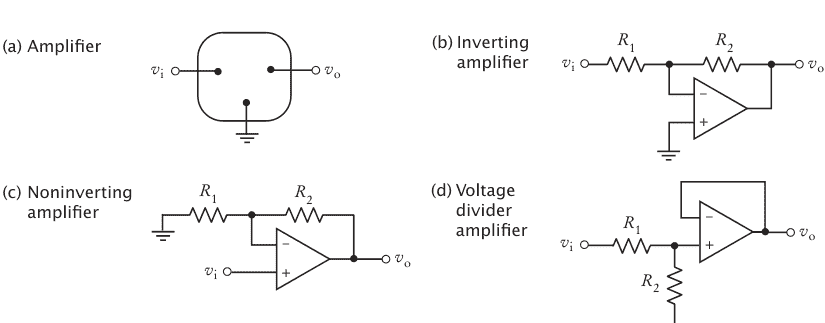 (a) Amplifier
vi
vo
(b) Inverting
amplifier
vi
R1
R2
vo
−
+
(c) Noninverting
amplifier
R1
R2
−
vi
+
vo
(d) Voltage
divider
amplifier
vi
R1
−
+
vo
R2